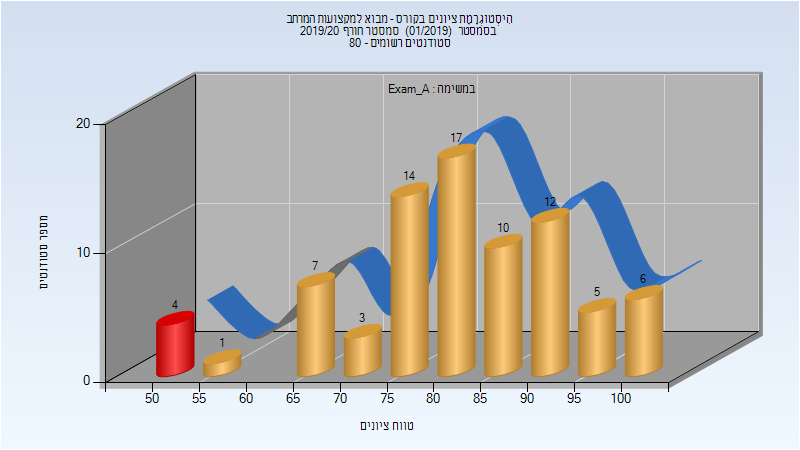 היסטוגרמת ציונים בקורס - מבוא למקצועות המרחב
בסמסטר (01/2019) סמסטר חורף 2019/20
סטודנטים רשומים - 80
במשימה : Exam_A
מספר סטודנטים
20
10
0
4
1
7
3
14
17
10
12
5
6
50 55 60 65 70 75 80 85 90 95 100
טווח ציונים